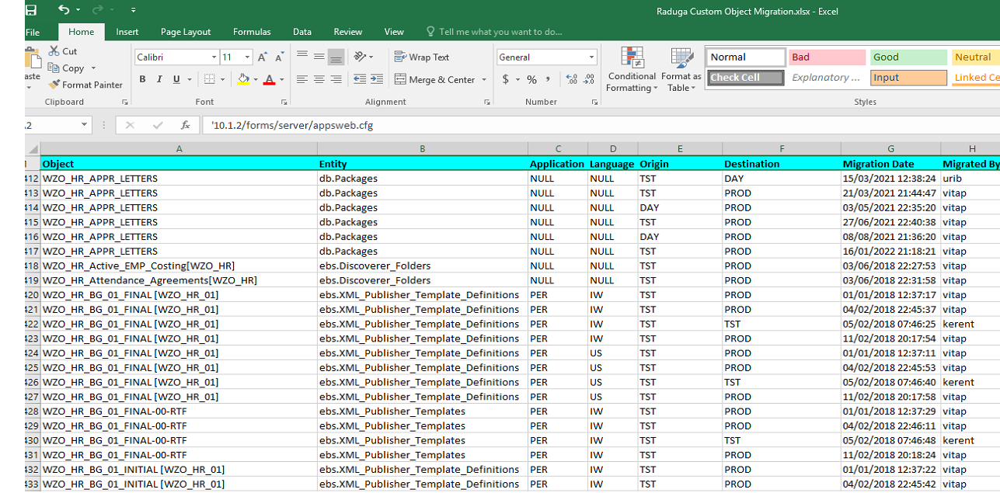 Raduga Custom Object Migration.xlsx - Excel
File Home Insert Page Layout Formulas Data Review View Tell me what you want to do...
Cut
Copy
Format Painter
Clipboard
Calibri 11 A A
B I U A
Font
Wrap Text
Merge & Center
Alignment
General
$ % ,
Number
Conditional Formatting
Format as Table
Normal Bad Good Neutral
Check Cell Explanatory ... Input
Styles
fx '10.1.2/forms/server/appsweb.cfg
A B C D E F G H
Object Entity Application Language Origin Destination Migration Date Migrated By
412 WZO_HR_APPR_LETTERS db.Packages NULL NULL TST DAY 15/03/2021 12:38:24 urib
413 WZO_HR_APPR_LETTERS db.Packages NULL NULL TST PROD 21/03/2021 21:44:47 vitap
414 WZO_HR_APPR_LETTERS db.Packages NULL NULL DAY PROD 03/05/2021 22:35:20 vitap
415 WZO_HR_APPR_LETTERS db.Packages NULL NULL TST PROD 27/06/2021 22:40:38 vitap
416 WZO_HR_APPR_LETTERS db.Packages NULL NULL DAY PROD 08/08/2021 21:36:20 vitap
417 WZO_HR_APPR_LETTERS db.Packages NULL NULL TST PROD 16/01/2022 21:18:21 vitap
418 WZO_HR_Active_EMP_Costing[WZO_HR] ebs.Discoverer_Folders NULL NULL TST PROD 03/06/2018 22:27:53 vitap
419 WZO_HR_Attendance_Agreements[WZO_HR] ebs.Discoverer_Folders NULL NULL TST PROD 03/06/2018 22:31:58 vitap
420 WZO_HR_BG_01_FINAL [WZO_HR_01] ebs.XML_Publisher_Template_Definitions PER IW TST PROD 01/01/2018 12:37:17 vitap
421 WZO_HR_BG_01_FINAL [WZO_HR_01] ebs.XML_Publisher_Template_Definitions PER IW TST PROD 04/02/2018 22:45:37 vitap
422 WZO_HR_BG_01_FINAL [WZO_HR_01] ebs.XML_Publisher_Template_Definitions PER IW TST TST 05/02/2018 07:46:25 kerent
423 WZO_HR_BG_01_FINAL [WZO_HR_01] ebs.XML_Publisher_Template_Definitions PER IW TST PROD 11/02/2018 20:17:54 vitap
424 WZO_HR_BG_01_FINAL [WZO_HR_01] ebs.XML_Publisher_Template_Definitions PER US TST PROD 01/01/2018 12:37:11 vitap
425 WZO_HR_BG_01_FINAL [WZO_HR_01] ebs.XML_Publisher_Template_Definitions PER US TST PROD 04/02/2018 22:45:53 vitap
426 WZO_HR_BG_01_FINAL [WZO_HR_01] ebs.XML_Publisher_Template_Definitions PER US TST TST 05/02/2018 07:46:40 kerent
427 WZO_HR_BG_01_FINAL [WZO_HR_01] ebs.XML_Publisher_Template_Definitions PER US TST PROD 11/02/2018 20:17:58 vitap
428 WZO_HR_BG_01_FINAL-00-RTF ebs.XML_Publisher_Templates PER IW TST PROD 01/01/2018 12:37:29 vitap
429 WZO_HR_BG_01_FINAL-00-RTF ebs.XML_Publisher_Templates PER IW TST PROD 04/02/2018 22:46:11 vitap
430 WZO_HR_BG_01_FINAL-00-RTF ebs.XML_Publisher_Templates PER IW TST TST 05/02/2018 07:46:48 kerent
431 WZO_HR_BG_01_FINAL-00-RTF ebs.XML_Publisher_Templates PER IW TST PROD 11/02/2018 20:18:24 vitap
432 WZO_HR_BG_01_INITIAL [WZO_HR_01] ebs.XML_Publisher_Template_Definitions PER IW TST PROD 01/01/2018 12:37:22 vitap
433 WZO_HR_BG_01_INITIAL [WZO_HR_01] ebs.XML_Publisher_Template_Definitions PER IW TST PROD 04/02/2018 22:45:42 vitap